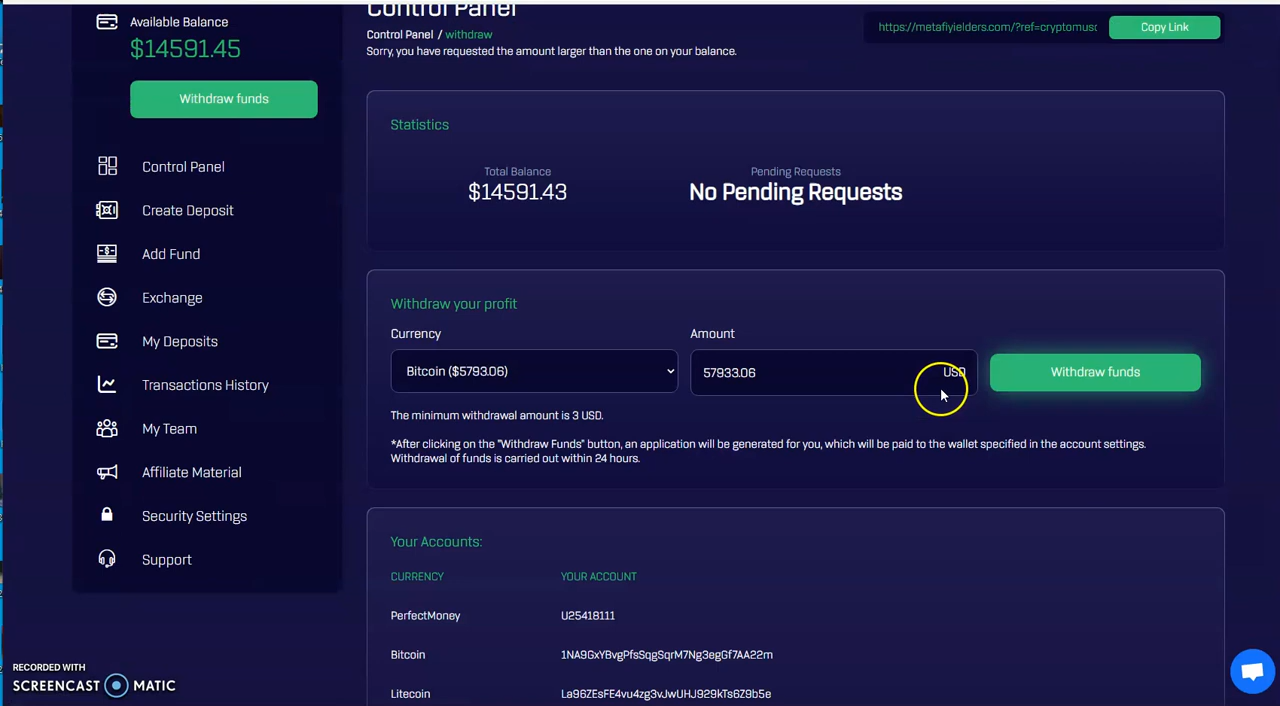 Available Balance
$14591.45
Withdraw funds
Control Panel
Create Deposit
Add Fund
Exchange
My Deposits
Transactions History
My Team
Affiliate Material
Security Settings
Support
Control Panel
Control Panel / withdraw
Sorry, you have requested the amount larger than the one on your balance.
https://metafiyielders.com/?ref=cryptomusc
Copy Link
Statistics
Total Balance
$14591.43
Pending Requests
No Pending Requests
Withdraw your profit
Currency
Amount
Bitcoin ($5793.06)
57933.06
USD
Withdraw funds
The minimum withdrawal amount is 3 USD.
*After clicking on the "Withdraw Funds" button, an application will be generated for you, which will be paid to the wallet specified in the account settings.
Withdrawal of funds is carried out within 24 hours.
Your Accounts:
CURRENCY
YOUR ACCOUNT
PerfectMoney
U25418111
Bitcoin
1NA9GxYBvgPfsSqgSqrM7Ng3egGf7AA22m
Litecoin
La96ZEsFE4vu4zg3vJwUHJ929kTs6Z9b5e
RECORDED WITH
SCREENCAST MATIC